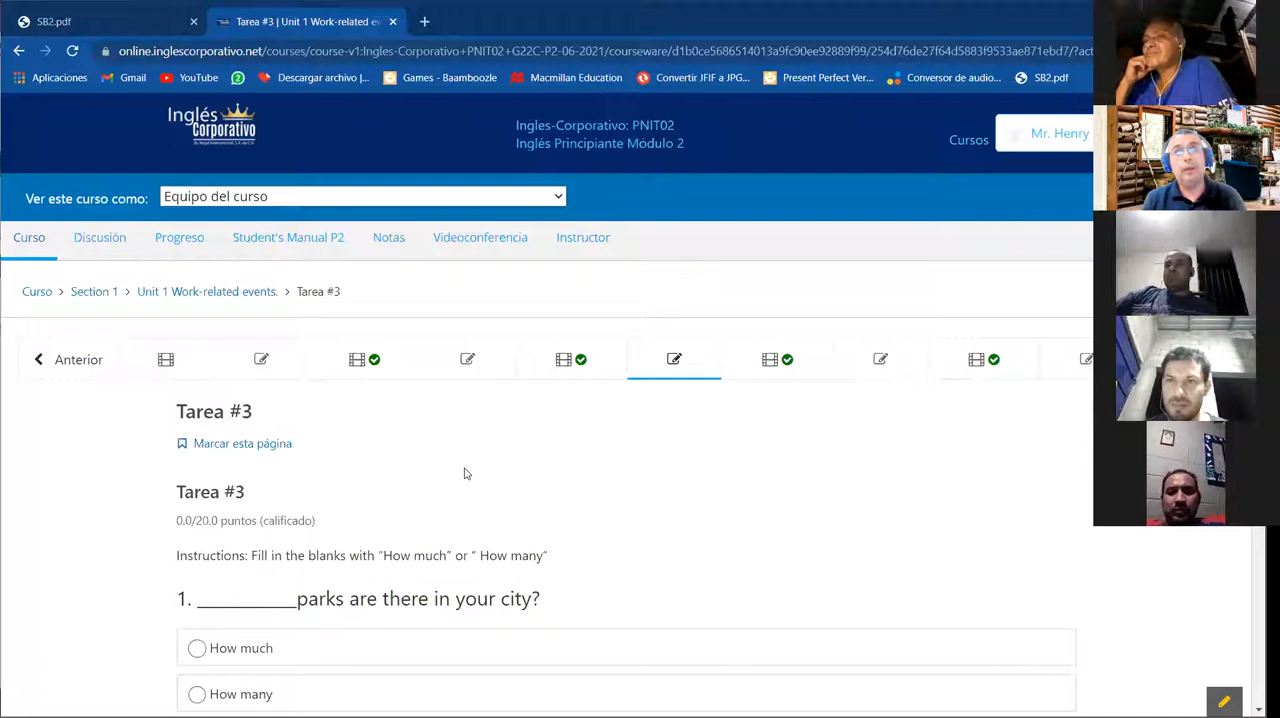 SB2.pdf
Tarea #3 | Unit 1 Work-related ev
online.inglescorporativo.net/courses/course-v1:Ingles-Corporativo+PNIT02+G22C-P2-06-2021/courseware/d1b0ce5686514013a9fc90ee92889f99/254d76de27f64d5883f9533ae871ebd7/?act
Aplicaciones Gmail YouTube Descargar archivo |... Games - Baamboozle Macmillan Education Convertir JFIF a JPG... Present Perfect Ver... Conversor de audio... SB2.pdf
Inglés
Corporativo
Ingles-Corporativo: PNIT02
Inglés Principiante Módulo 2
Cursos
Mr. Henry
Ver este curso como: Equipo del curso
Curso Discusión Progreso Student's Manual P2 Notas Videoconferencia Instructor
Curso > Section 1 > Unit 1 Work-related events. > Tarea #3
Anterior
Tarea #3
Marcar esta página
Tarea #3
0.0/20.0 puntos (calificado)
Instructions: Fill in the blanks with “How much” or “ How many”
1. ___________parks are there in your city?
How much
How many